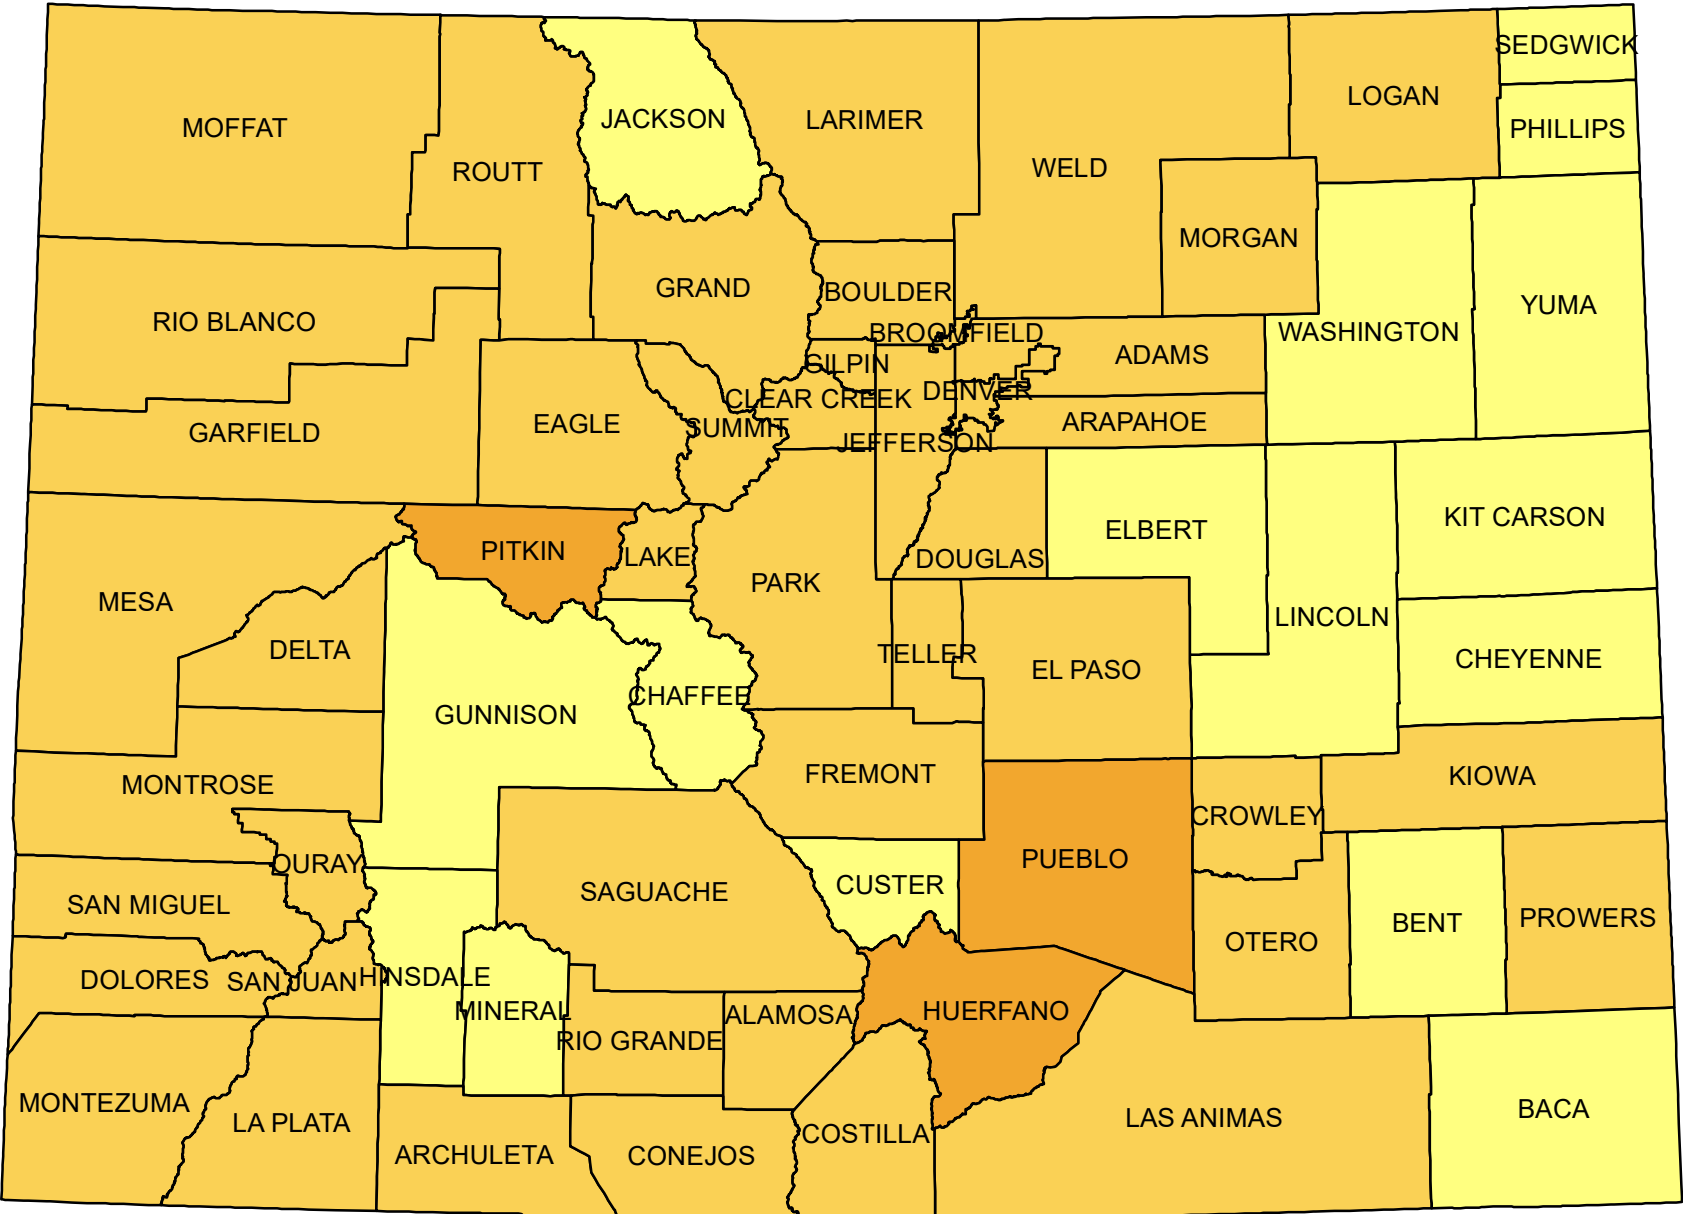 SEDGWICK
LOGAN
JACKSON
LARIMER
MOFFAT
PHILLIPS
ROUTT
WELD
MORGAN
GRAND
BOULDER
YUMA
RIO BLANCO
BROOMFIELD
WASHINGTON
GILPIN
ADAMS
CLEAR CREEK
DENVER
GARFIELD
EAGLE
SUMMIT
ARAPAHOE
JEFFERSON
KIT CARSON
ELBERT
PITKIN
LAKE
DOUGLAS
PARK
MESA
LINCOLN
DELTA
TELLER
CHEYENNE
EL PASO
CHAFFEE
GUNNISON
FREMONT
KIOWA
MONTROSE
CROWLEY
PUEBLO
OURAY
CUSTER
SAGUACHE
SAN MIGUEL
PROWERS
BENT
OTERO
DOLORES
SAN JUAN
HINSDALE
MINERAL
HUERFANO
ALAMOSA
RIO GRANDE
MONTEZUMA
LA PLATA
LAS ANIMAS
BACA
COSTILLA
ARCHULETA
CONEJOS